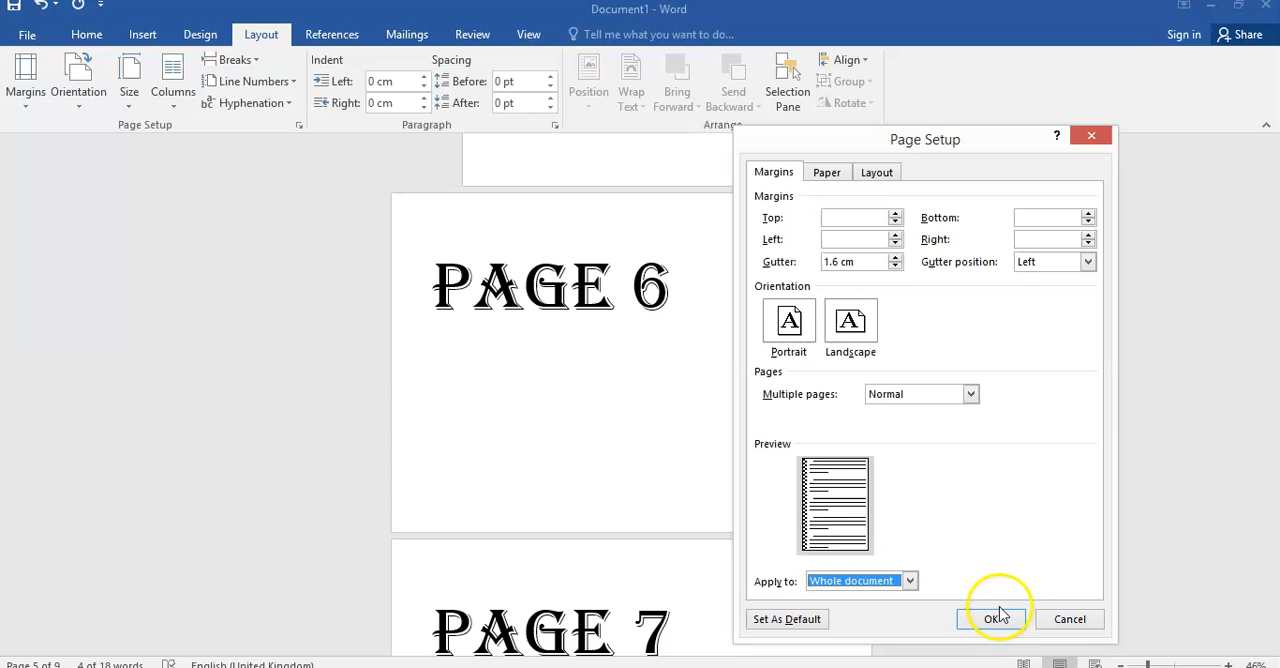 Document1 - Word
File Home Insert Design Layout References Mailings Review View Tell me what you want to do... Sign in Share
Margins Orientation Size Columns Breaks Line Numbers Hyphenation
Page Setup
Indent Spacing
Left: 0 cm Before: 0 pt
Right: 0 cm After: 0 pt
Paragraph
Position Wrap Text Bring Forward Send Backward Selection Pane Align Group Rotate
Arrange
PAGE 6
PAGE 7
Page Setup
?
Margins Paper Layout
Margins
Top: Bottom:
Left: Right:
Gutter: 1.6 cm Gutter position: Left
Orientation
A A
Portrait Landscape
Pages
Multiple pages: Normal
Preview
Apply to: Whole document
Set As Default OK Cancel
Page 5 of 9 4 of 18 words English (United Kingdom) 46%